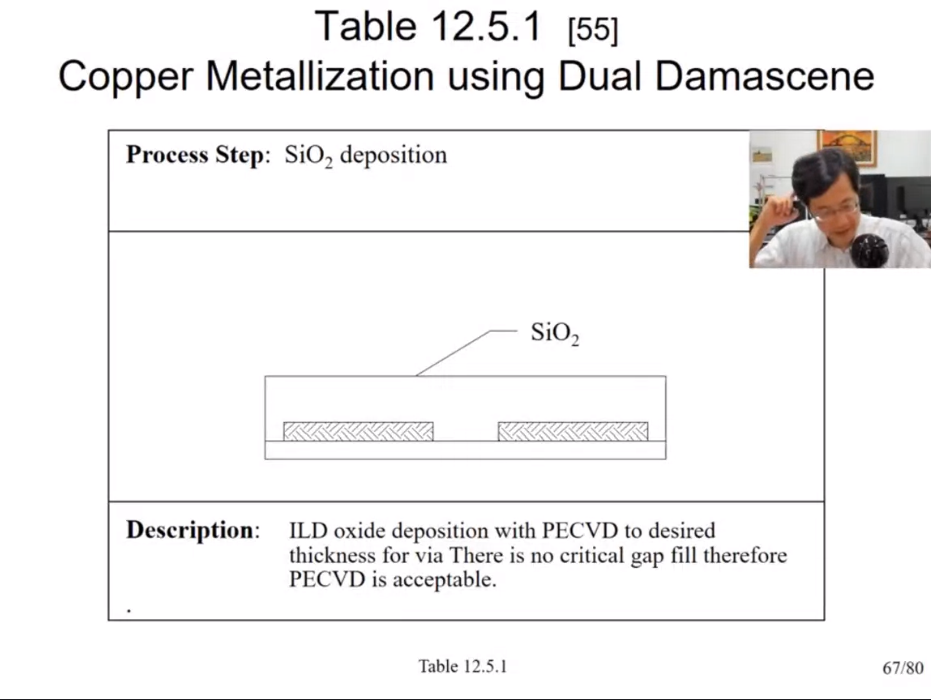 Table 12.5.1 [55]
Copper Metallization using Dual Damascene
Process Step: SiO₂ deposition
SiO₂
Description: ILD oxide deposition with PECVD to desired
thickness for via There is no critical gap fill therefore
PECVD is acceptable.
.
Table 12.5.1
67/80